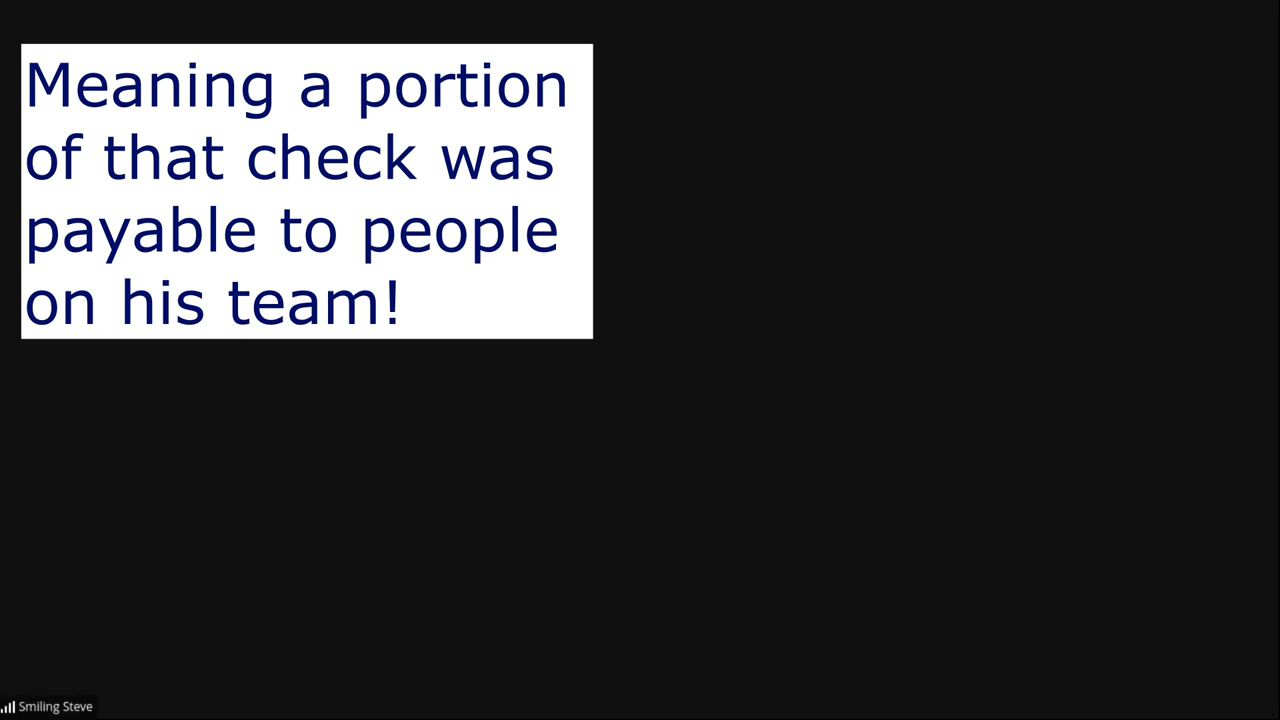 Meaning a portion
of that check was
payable to people
on his team!
Smiling Steve